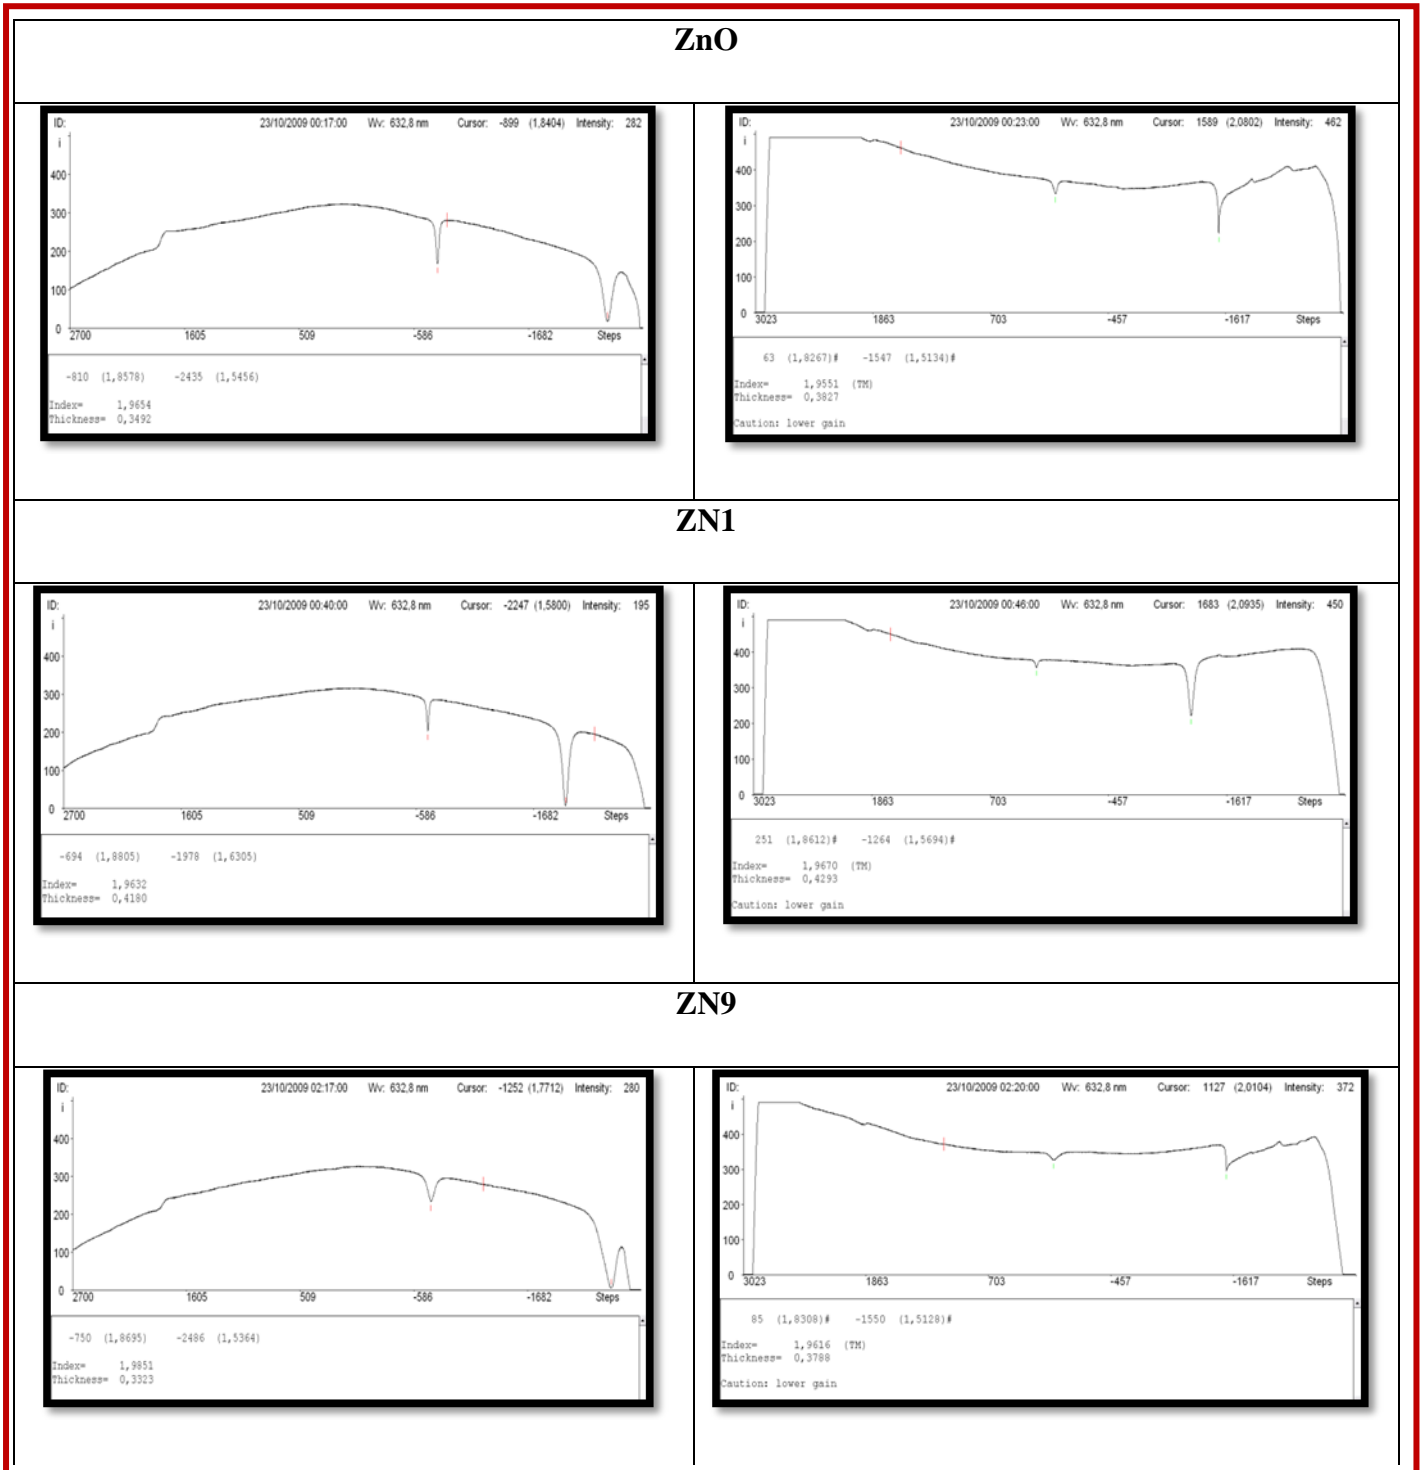 ZnO
ID: 23/10/2009 00:17:00 Wv: 632,8 nm Cursor: -899 (1,8404) Intensity: 282
i
400
300
200
100
0
2700 1605 509 -586 -1682 Steps
-810 (1,8578) -2435 (1,5456)
Index= 1,9654
Thickness= 0,3492
ID: 23/10/2009 00:23:00 Wv: 632,8 nm Cursor: 1589 (2,0802) Intensity: 462
i
400
300
200
100
0
3023 1863 703 -457 -1617 Steps
63 (1,8267)# -1547 (1,5134)#
Index= 1,9551 (TM)
Thickness= 0,3827
Caution: lower gain
ZN1
ID: 23/10/2009 00:40:00 Wv: 632,8 nm Cursor: -2247 (1,5800) Intensity: 195
i
400
300
200
100
0
2700 1605 509 -586 -1682 Steps
-694 (1,8805) -1978 (1,6305)
Index= 1,9632
Thickness= 0,4180
ID: 23/10/2009 00:46:00 Wv: 632,8 nm Cursor: 1683 (2,0935) Intensity: 450
i
400
300
200
100
0
3023 1863 703 -457 -1617 Steps
251 (1,8612)# -1264 (1,5694)#
Index= 1,9670 (TM)
Thickness= 0,4293
Caution: lower gain
ZN9
ID: 23/10/2009 02:17:00 Wv: 632,8 nm Cursor: -1252 (1,7712) Intensity: 280
i
400
300
200
100
0
2700 1605 509 -586 -1682 Steps
-750 (1,8695) -2486 (1,5364)
Index= 1,9851
Thickness= 0,3323
ID: 23/10/2009 02:20:00 Wv: 632,8 nm Cursor: 1127 (2,0104) Intensity: 372
i
400
300
200
100
0
3023 1863 703 -457 -1617 Steps
85 (1,8308)# -1550 (1,5128)#
Index= 1,9616 (TM)
Thickness= 0,3788
Caution: lower gain